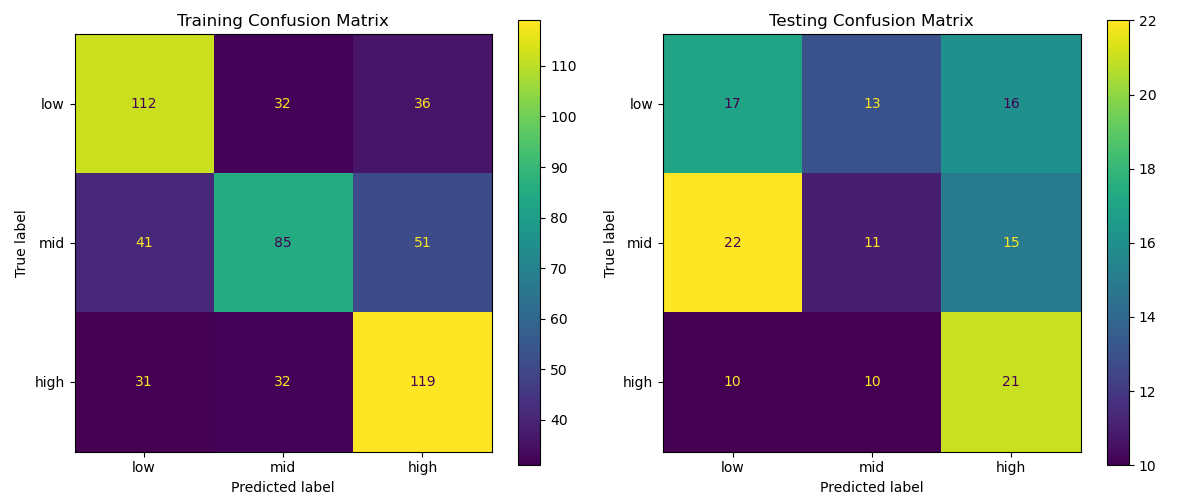 Training Confusion Matrix
low 112 32 36
mid 41 85 51
high 31 32 119
low mid high
Predicted label
True label
110
100
90
80
70
60
50
40
Testing Confusion Matrix
low 17 13 16
mid 22 11 15
high 10 10 21
low mid high
Predicted label
True label
22
20
18
16
14
12
10